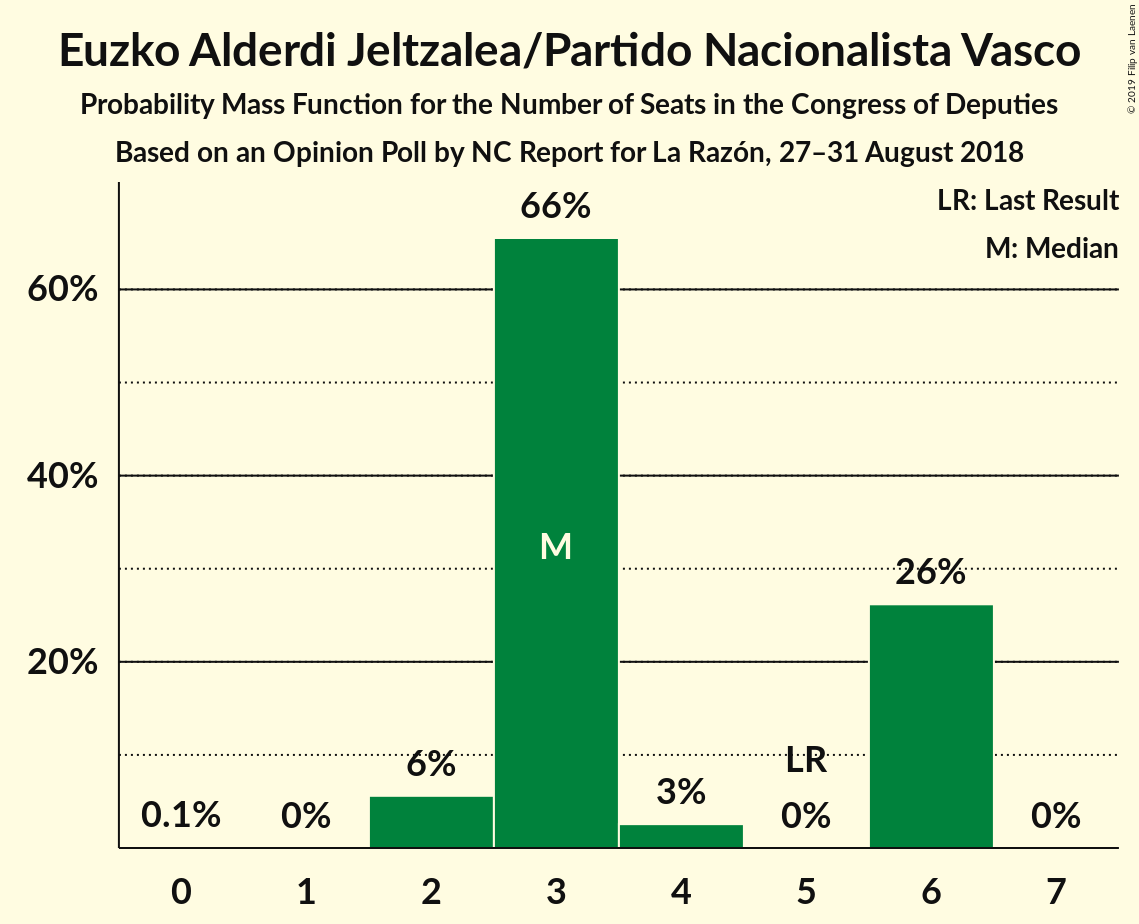 Euzko Alderdi Jeltzalea/Partido Nacionalista Vasco
Probability Mass Function for the Number of Seats in the Congress of Deputies
Based on an Opinion Poll by NC Report for La Razón, 27–31 August 2018
© 2019 Filip van Laenen
LR: Last Result
M: Median
66%
60%
40%
M
26%
20%
LR
6%
3%
0.1%
0%
0%
0%
0 1 2 3 4 5 6 7